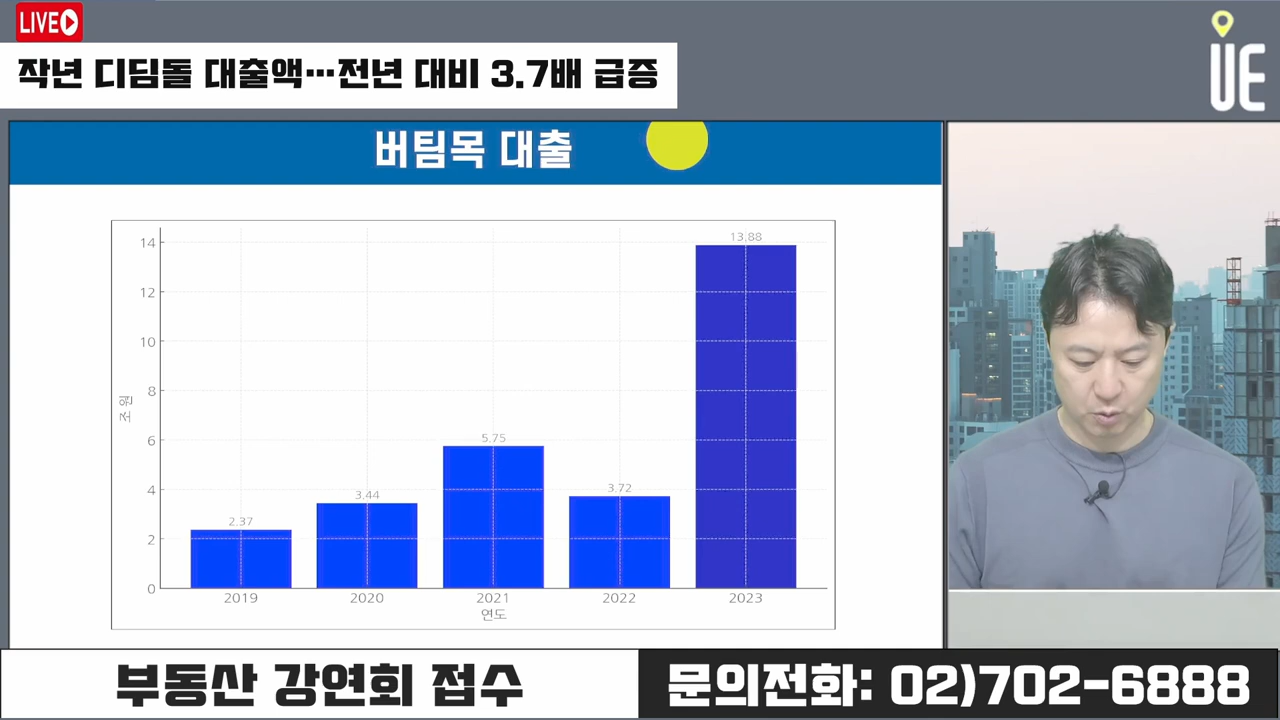 LIVE
작년 디딤돌 대출액…전년 대비 3.7배 급증
UE
버팀목 대출
조 원
14
12
10
8
6
4
2
0
2.37
3.44
5.75
3.72
13.88
2019
2020
2021
2022
2023
연도
부동산 강연회 접수
문의전화: 02)702-6888